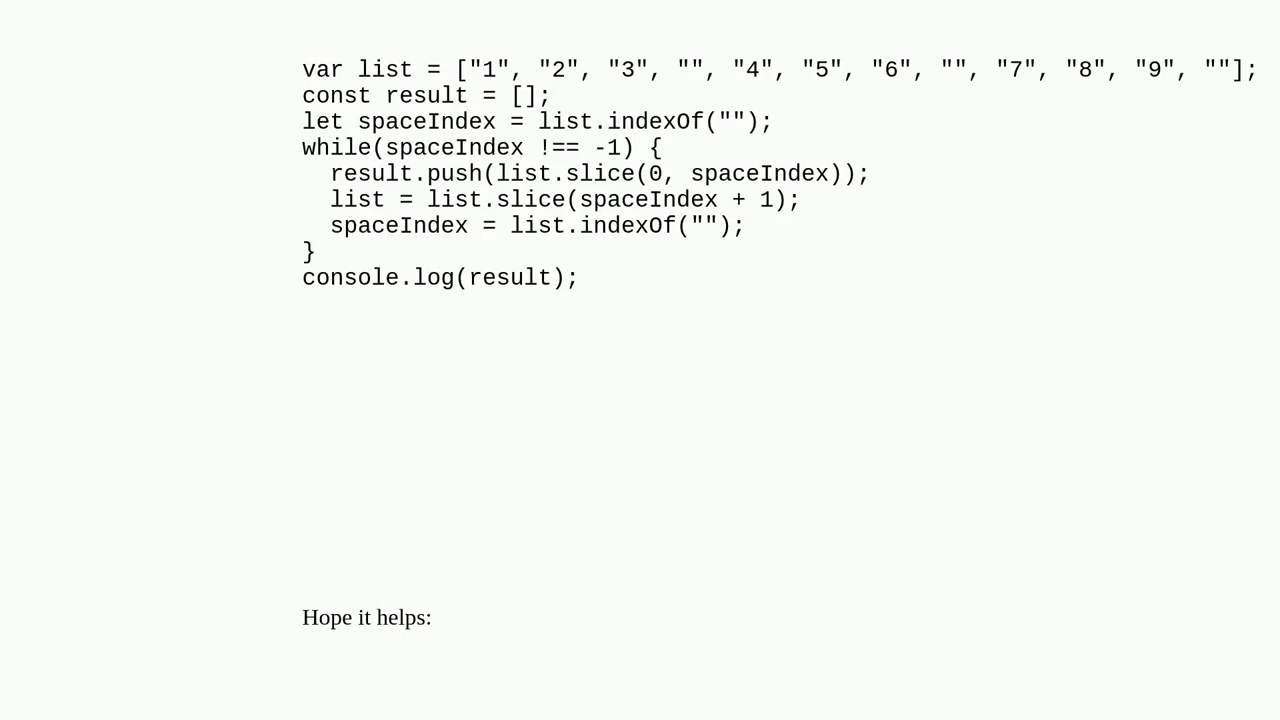 var list = ["1", "2", "3", "", "4", "5", "6", "", "7", "8", "9", ""];
const result = [];
let spaceIndex = list.indexOf("");
while(spaceIndex !== -1) {
  result.push(list.slice(0, spaceIndex));
  list = list.slice(spaceIndex + 1);
  spaceIndex = list.indexOf("");
}
console.log(result);
Hope it helps: